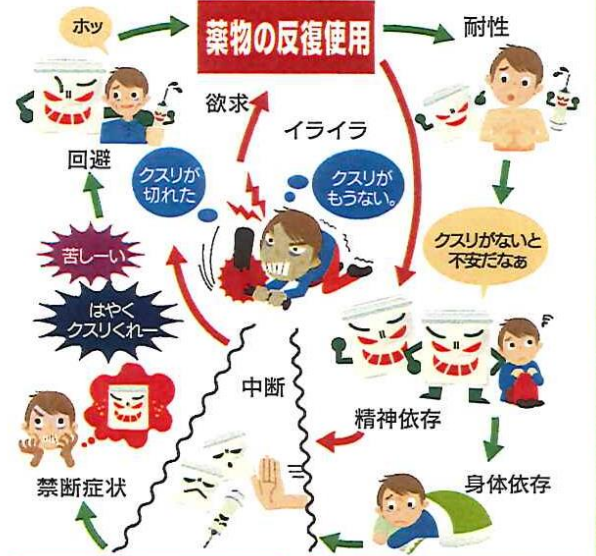 ホッ
薬物の反復使用
耐性
欲求
イライラ
回避
クスリが
切れた
クスリが
もうない。
クスリがないと
不安だなぁ
苦しーい
はやく
クスリくれー
中断
精神依存
禁断症状
身体依存